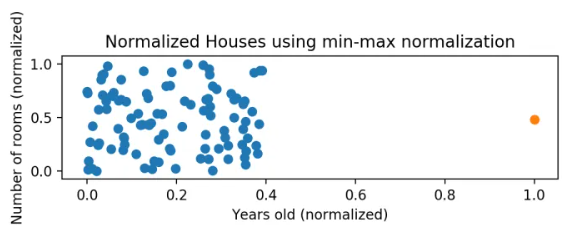 Normalized Houses using min-max normalization
Number of rooms (normalized)
1.0
0.5
0.0
0.0 0.2 0.4 0.6 0.8 1.0
Years old (normalized)